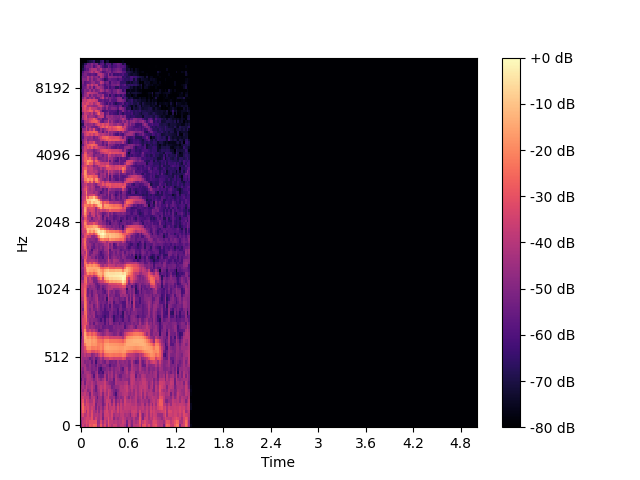 +0 dB
8192
-10 dB
4096
-20 dB
-30 dB
2048
Hz
-40 dB
1024
-50 dB
512
-60 dB
-70 dB
0
-80 dB
0 0.6 1.2 1.8 2.4 3 3.6 4.2 4.8
Time